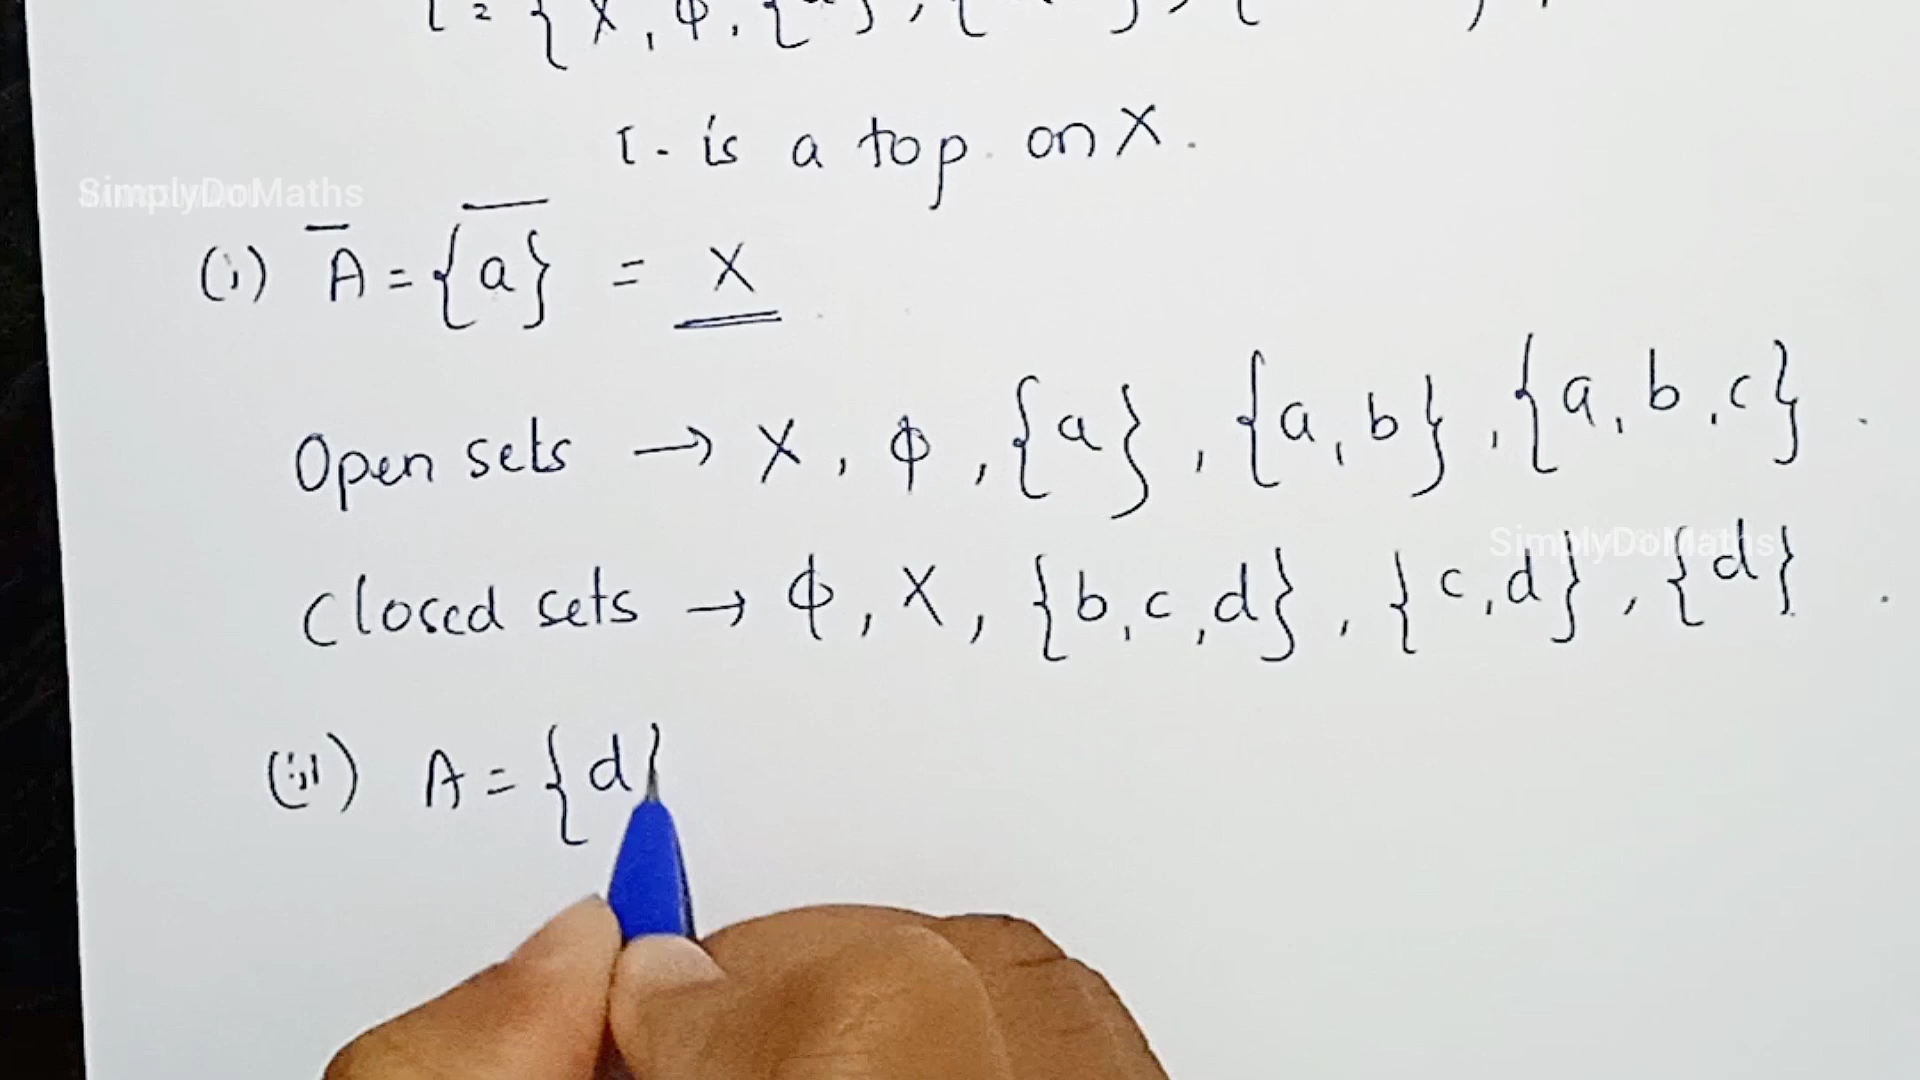 τ = {X, φ, {a}, {
τ is a top. on X.
SimplyDoMaths
(i) A̅ = {a}̅ = X
Open sets → X, φ, {a}, {a, b}, {a, b, c}.
SimplyDoMaths
Closed sets → φ, X, {b, c, d}, {c, d}, {d}.
(ii) A = {d}